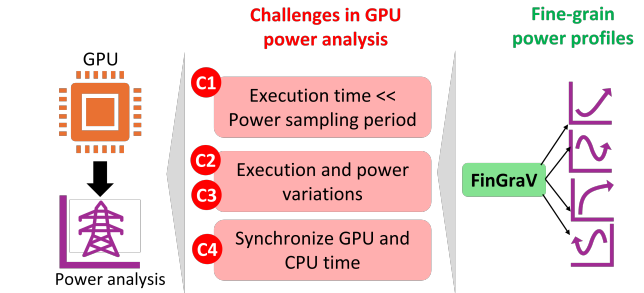 GPU
Power analysis
Challenges in GPU
power analysis
C1
Execution time <<
Power sampling period
C2
C3
Execution and power
variations
C4
Synchronize GPU and
CPU time
Fine-grain
power profiles
FinGraV